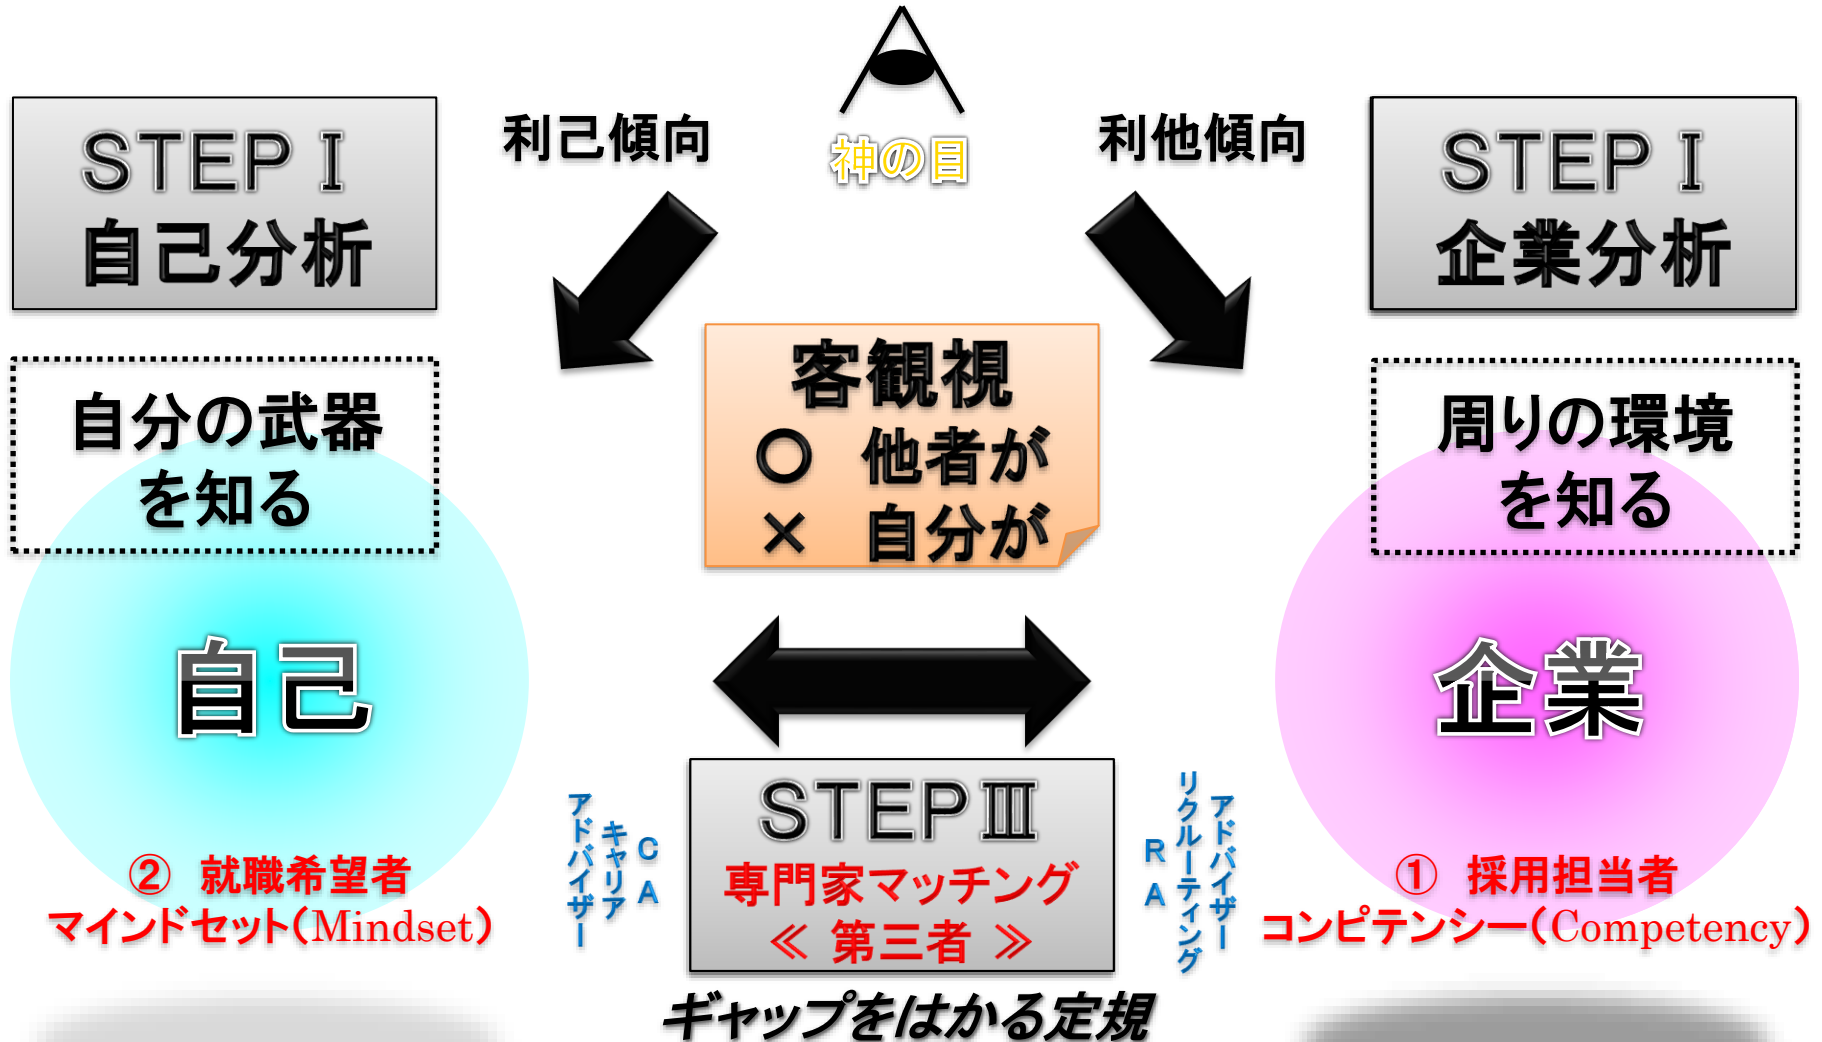 神の目
利己傾向
利他傾向
STEPⅠ
自己分析
STEPⅠ
企業分析
自分の武器
を知る
客観視
○ 他者が
× 自分が
周りの環境
を知る
自己
企業
② 就職希望者
マインドセット(Mindset)
CA
キャリア
アドバイザー
STEPⅢ
専門家マッチング
≪ 第三者 ≫
RA
リクルーティング
アドバイザー
① 採用担当者
コンピテンシー(Competency)
ギャップをはかる定規